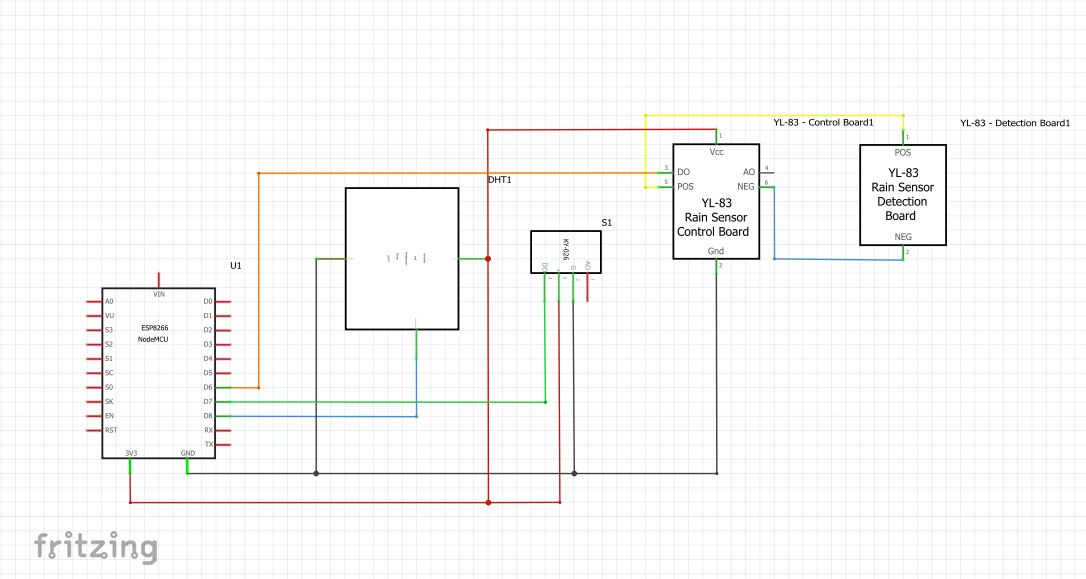 YL-83 - Control Board1
YL-83 - Detection Board1
1
Vcc
3
DO
AO
4
5
POS
NEG
6
YL-83
Rain Sensor
Control Board
Gnd
2
1
POS
YL-83
Rain Sensor
Detection
Board
NEG
2
DHT1
S1
KY-026
DO
+
G
AO
U1
VIN
ESP8266
NodeMCU
A0
VU
S3
S2
S1
SC
S0
SK
EN
RST
D0
D1
D2
D3
D4
D5
D6
D7
D8
RX
TX
3V3
GND
fritzing